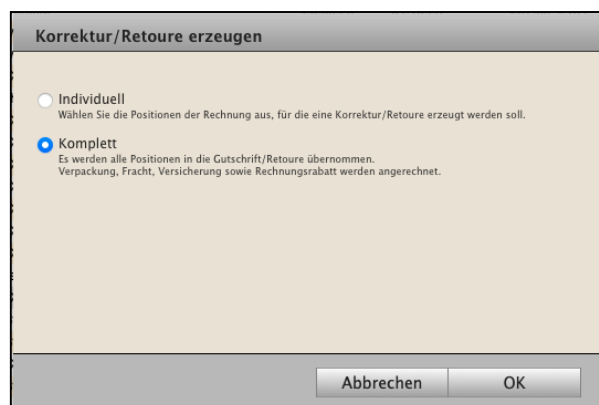 Korrektur/Retoure erzeugen
Individuell
Wählen Sie die Positionen der Rechnung aus, für die eine Korrektur/Retoure erzeugt werden soll.
Komplett
Es werden alle Positionen in die Gutschrift/Retoure übernommen.
Verpackung, Fracht, Versicherung sowie Rechnungsrabatt werden angerechnet.
Abbrechen
OK